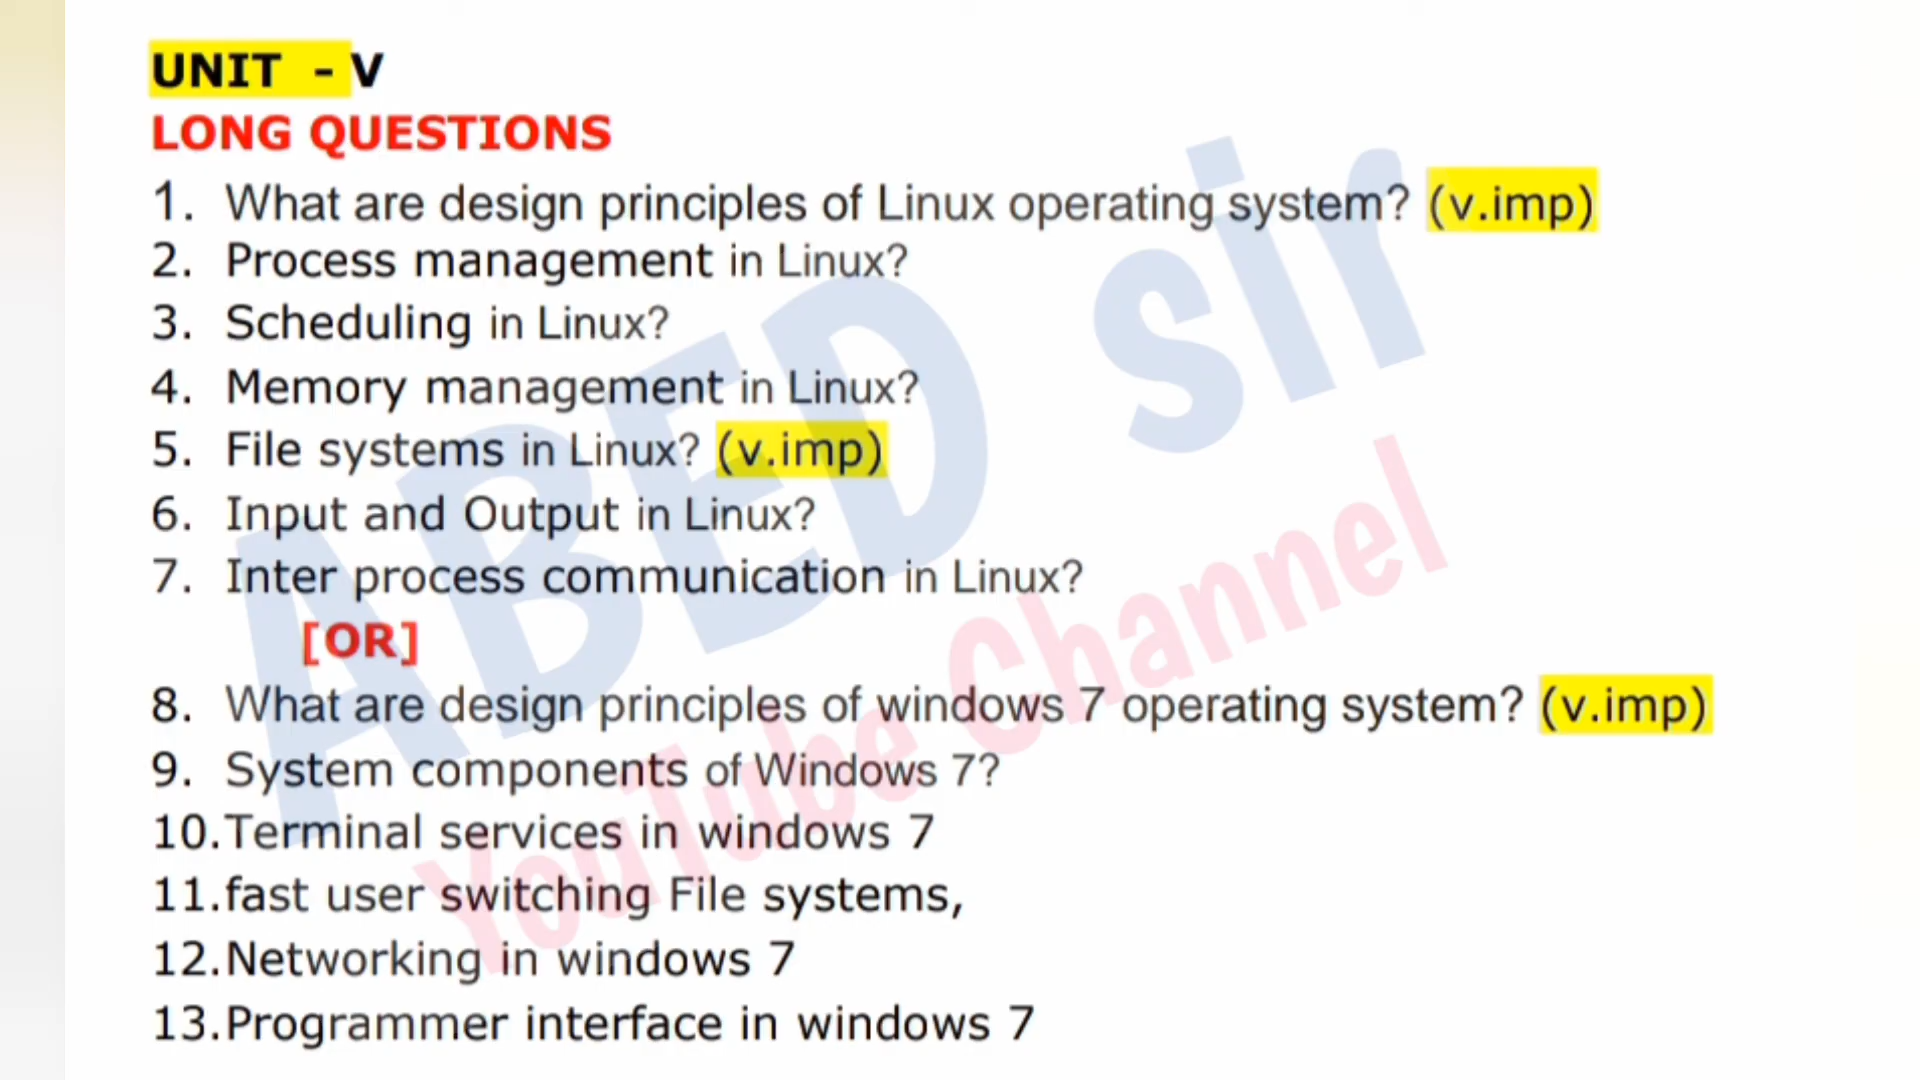 UNIT - V
LONG QUESTIONS
1. What are design principles of Linux operating system? (v.imp)
2. Process management in Linux?
3. Scheduling in Linux?
4. Memory management in Linux?
5. File systems in Linux? (v.imp)
6. Input and Output in Linux?
7. Inter process communication in Linux?
[OR]
8. What are design principles of windows 7 operating system? (v.imp)
9. System components of Windows 7?
10.Terminal services in windows 7
11.fast user switching File systems,
12.Networking in windows 7
13.Programmer interface in windows 7
ABED sir
YouTube Channel